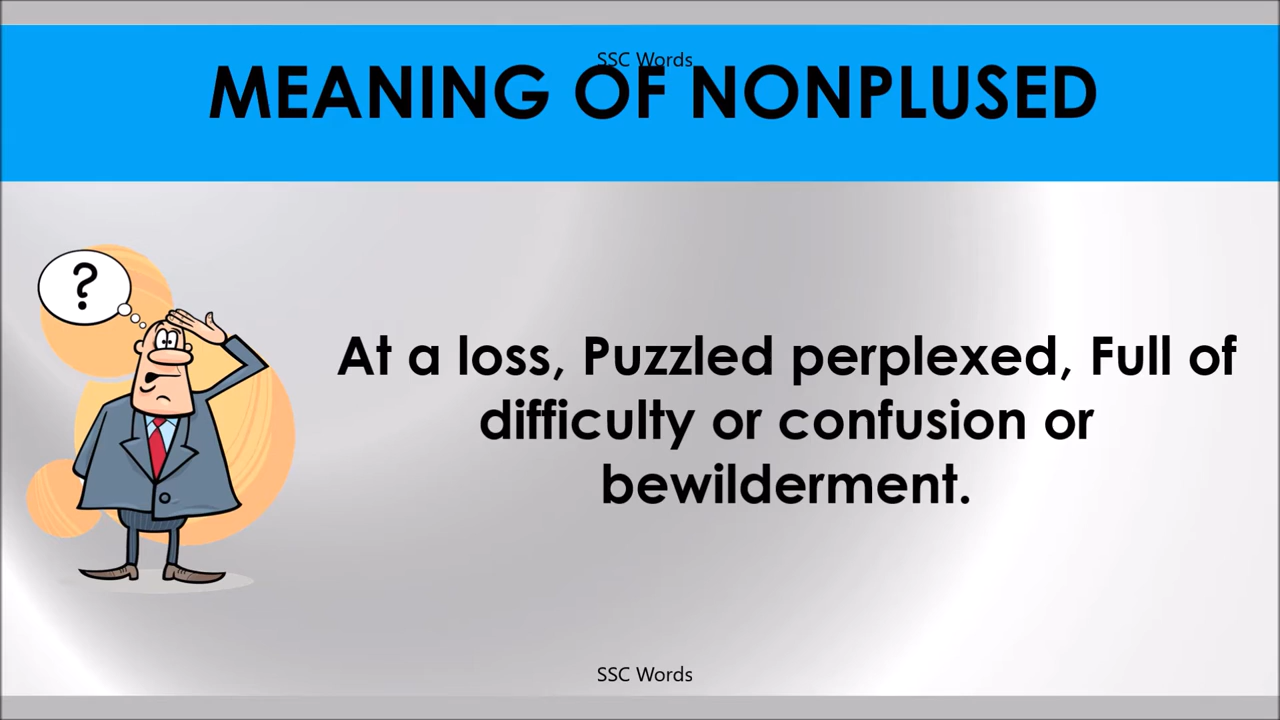 SSC Words
MEANING OF NONPLUSED
?
At a loss, Puzzled perplexed, Full of
difficulty or confusion or
bewilderment.
SSC Words